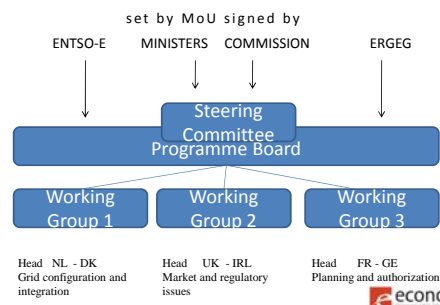 set by MoU signed by
ENTSO-E MINISTERS COMMISSION ERGEG
Steering
Committee
Programme Board
Working
Group 1
Working
Group 2
Working
Group 3
Head NL - DK
Grid configuration and
integration
Head UK - IRL
Market and regulatory
issues
Head FR - GE
Planning and authorization